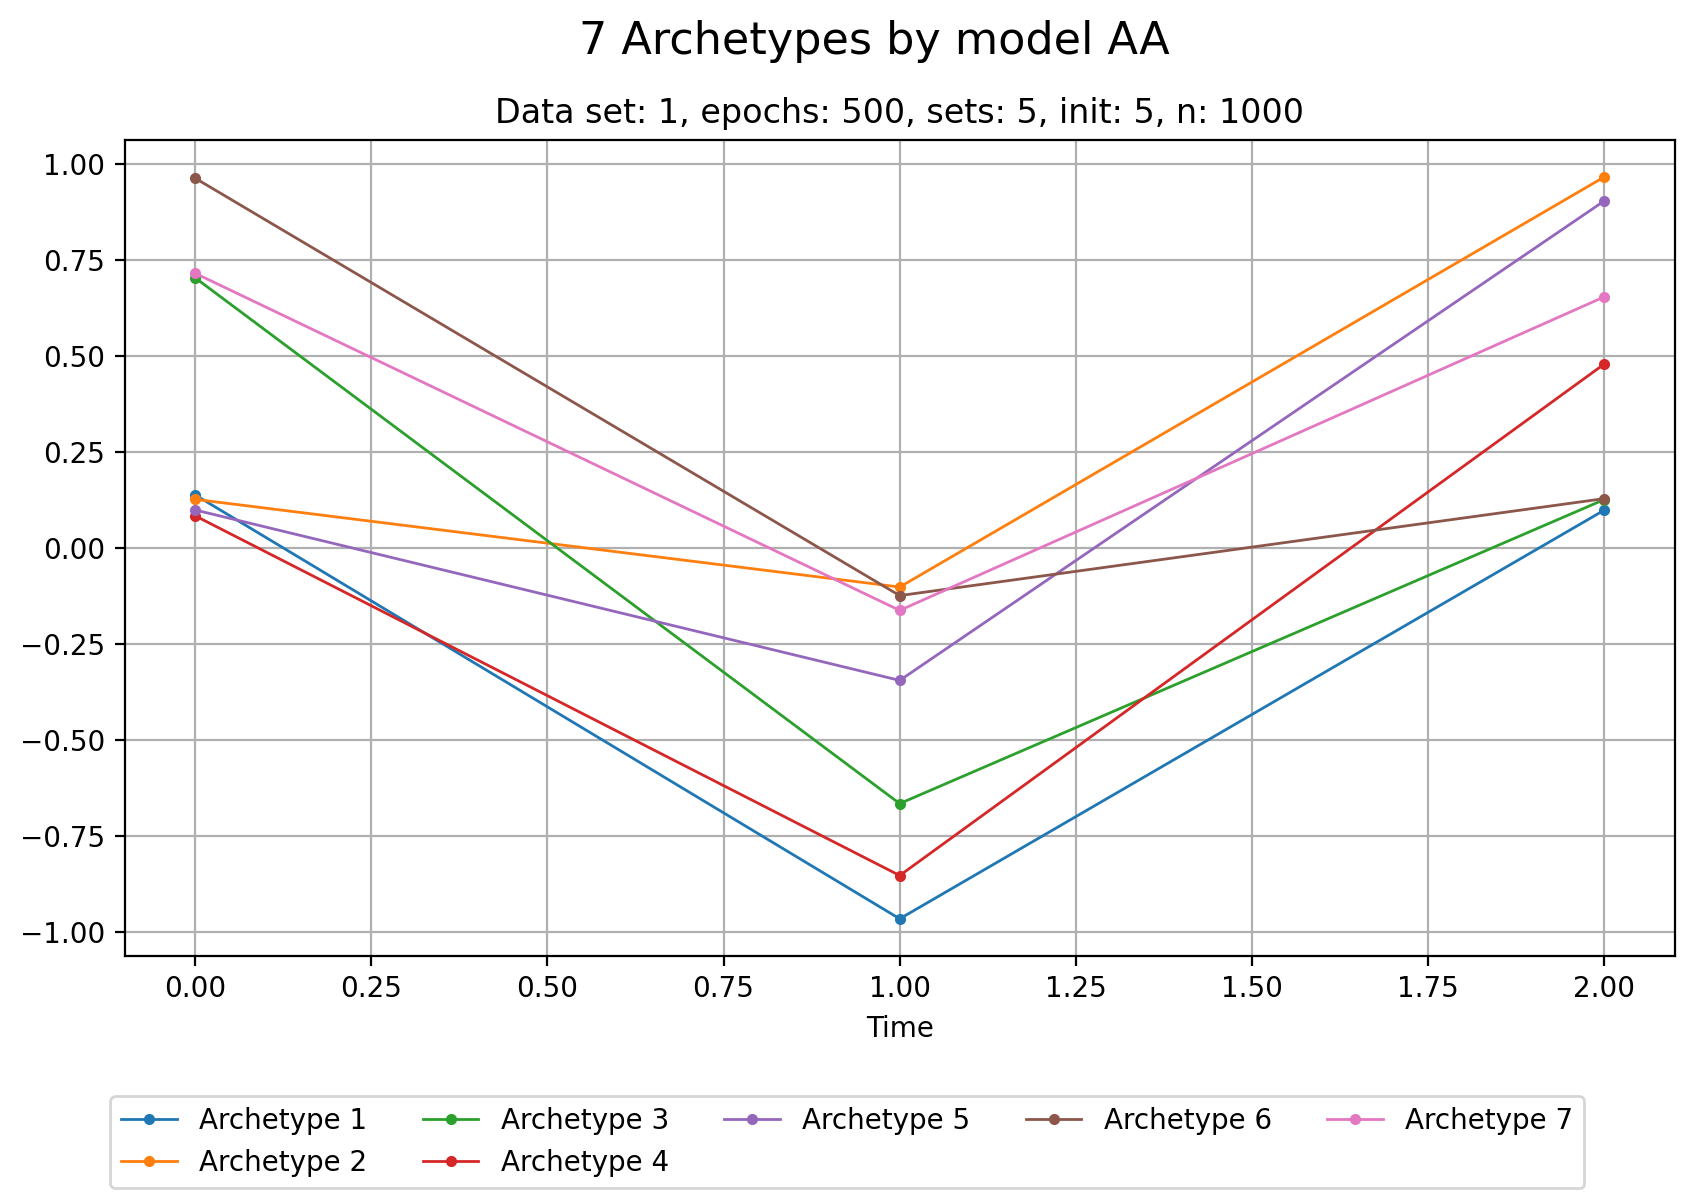 7 Archetypes by model AA
Data set: 1, epochs: 500, sets: 5, init: 5, n: 1000
1.00
0.75
0.50
0.25
0.00
−0.25
−0.50
−0.75
−1.00
0.00 0.25 0.50 0.75 1.00 1.25 1.50 1.75 2.00
Time
Archetype 1 Archetype 3 Archetype 5 Archetype 6 Archetype 7
Archetype 2 Archetype 4